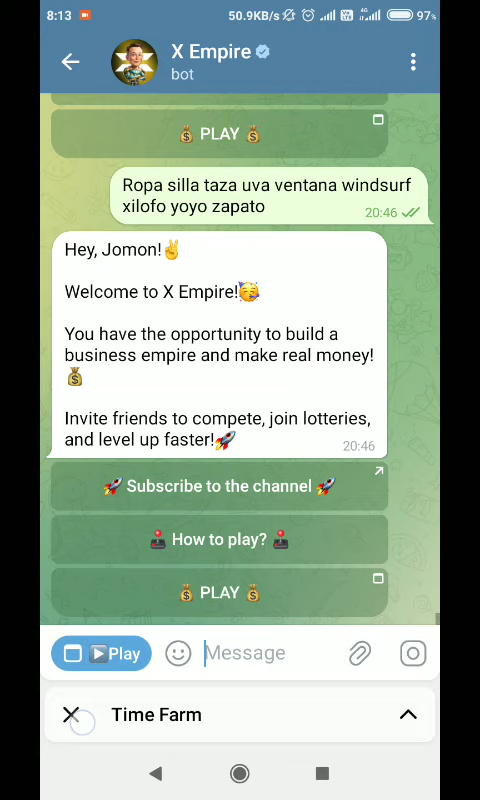 8:13 50.9KB/s 4G 97%
X Empire
bot
💰 PLAY 💰
Ropa silla taza uva ventana windsurf
xilofo yoyo zapato
20:46
Hey, Jomon!✌️
Welcome to X Empire!🥳
You have the opportunity to build a
business empire and make real money!
💰
Invite friends to compete, join lotteries,
and level up faster!🚀
20:46
🚀 Subscribe to the channel 🚀
🕹️ How to play? 🕹️
💰 PLAY 💰
▶️Play Message
Time Farm